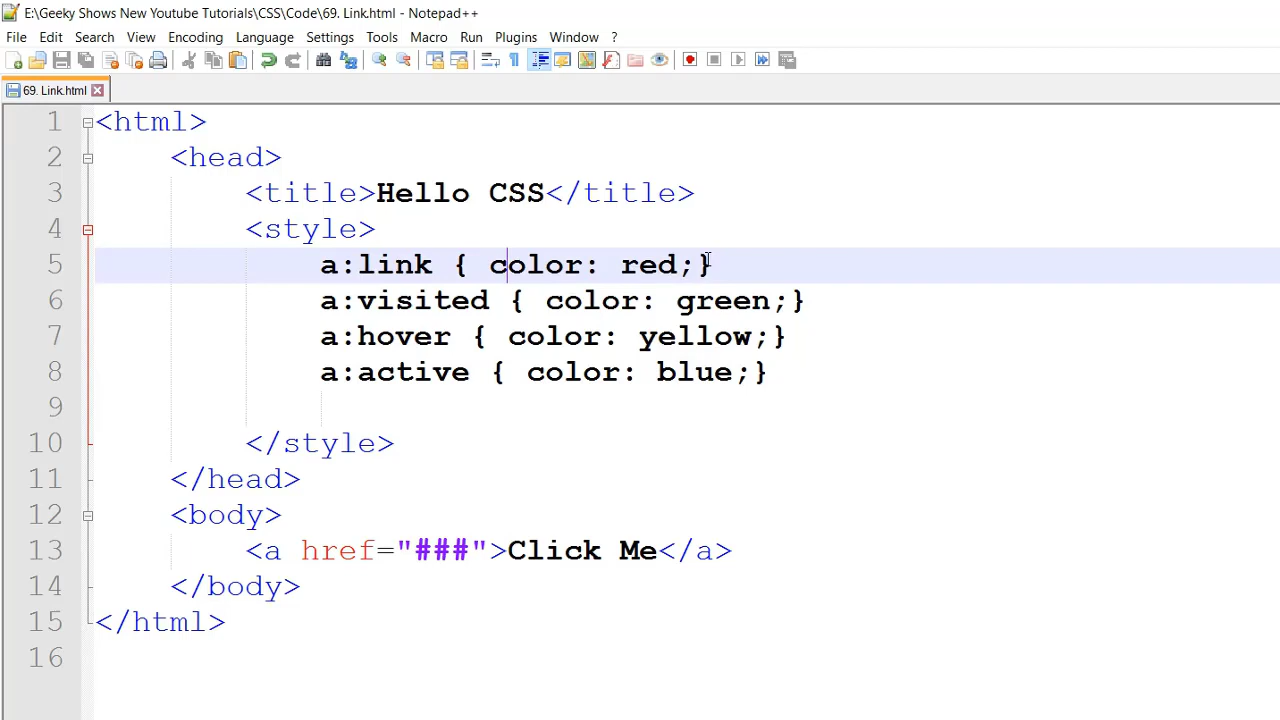 E:\Geeky Shows New Youtube Tutorials\CSS\Code\69. Link.html - Notepad++
File Edit Search View Encoding Language Settings Tools Macro Run Plugins Window ?
69. Link.html
1 <html>
2 <head>
3 <title>Hello CSS</title>
4 <style>
5 a:link { color: red;}
6 a:visited { color: green;}
7 a:hover { color: yellow;}
8 a:active { color: blue;}
9
10 </style>
11 </head>
12 <body>
13 <a href="###">Click Me</a>
14 </body>
15 </html>
16